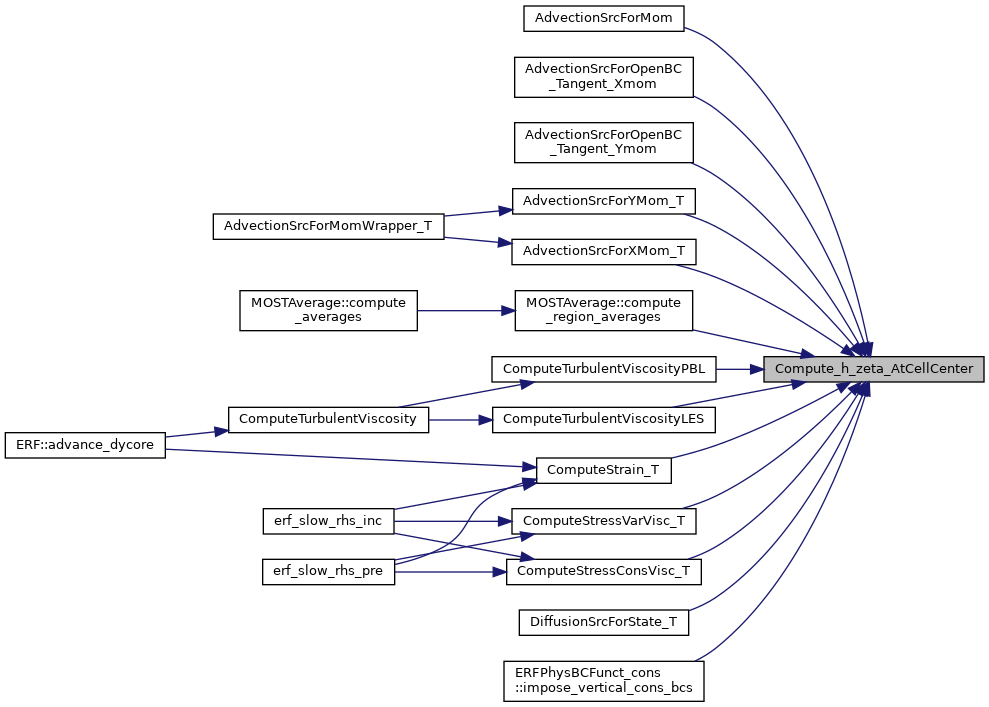 AdvectionSrcForMom
AdvectionSrcForOpenBC
_Tangent_Xmom
AdvectionSrcForOpenBC
_Tangent_Ymom
AdvectionSrcForYMom_T
AdvectionSrcForMomWrapper_T
AdvectionSrcForXMom_T
MOSTAverage::compute
_averages
MOSTAverage::compute
_region_averages
ComputeTurbulentViscosityPBL
Compute_h_zeta_AtCellCenter
ComputeTurbulentViscosity
ComputeTurbulentViscosityLES
ERF::advance_dycore
ComputeStrain_T
erf_slow_rhs_inc
ComputeStressVarVisc_T
erf_slow_rhs_pre
ComputeStressConsVisc_T
DiffusionSrcForState_T
ERFPhysBCFunct_cons
::impose_vertical_cons_bcs